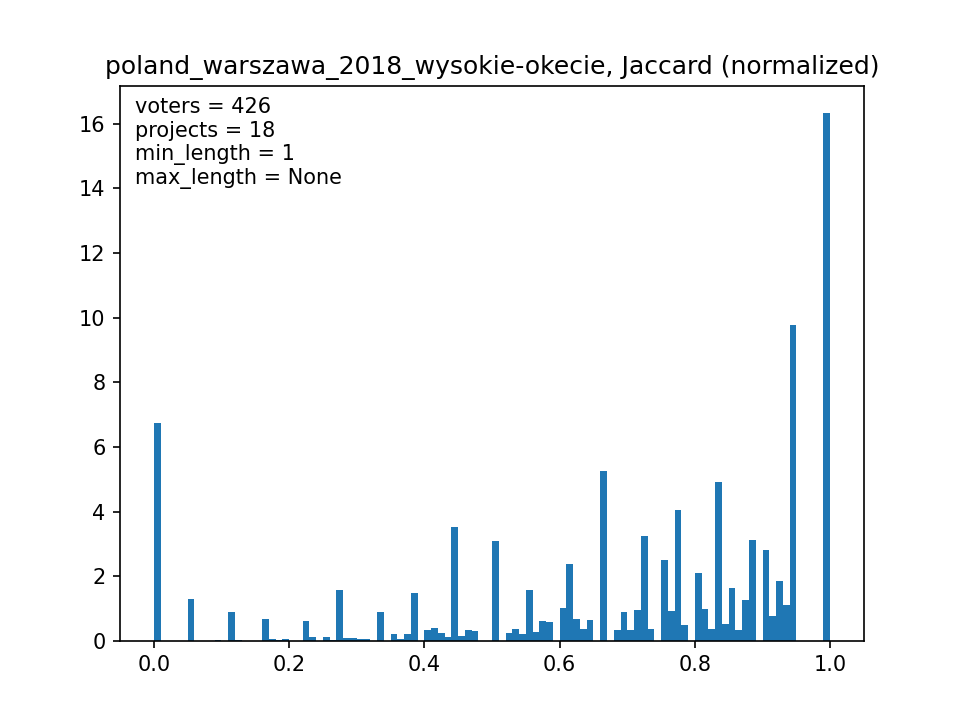 poland_warszawa_2018_wysokie-okecie, Jaccard (normalized)
voters = 426
projects = 18
min_length = 1
max_length = None
16
14
12
10
8
6
4
2
0
0.0 0.2 0.4 0.6 0.8 1.0